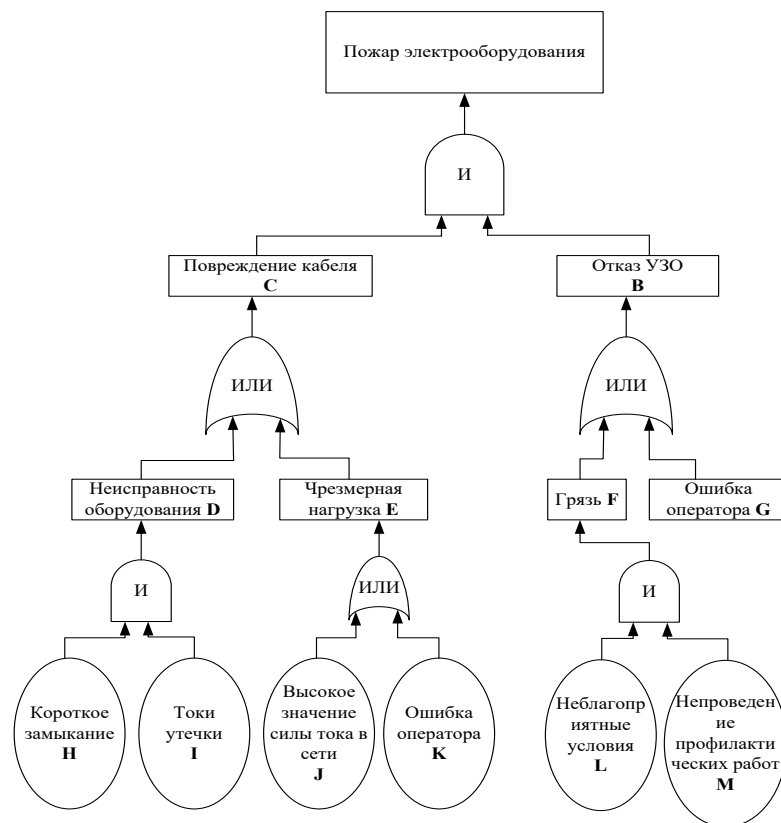 Пожар электрооборудования
И
Повреждение кабеля
C
Отказ УЗО
B
ИЛИ
ИЛИ
Неисправность
оборудования D
Чрезмерная
нагрузка E
Грязь F
Ошибка
оператора G
И
ИЛИ
И
Короткое
замыкание
H
Токи
утечки
I
Высокое
значение
силы тока в
сети
J
Ошибка
оператора
K
Неблагопр
иятные
условия
L
Непроведен
ие
профилакти
ческих работ
M